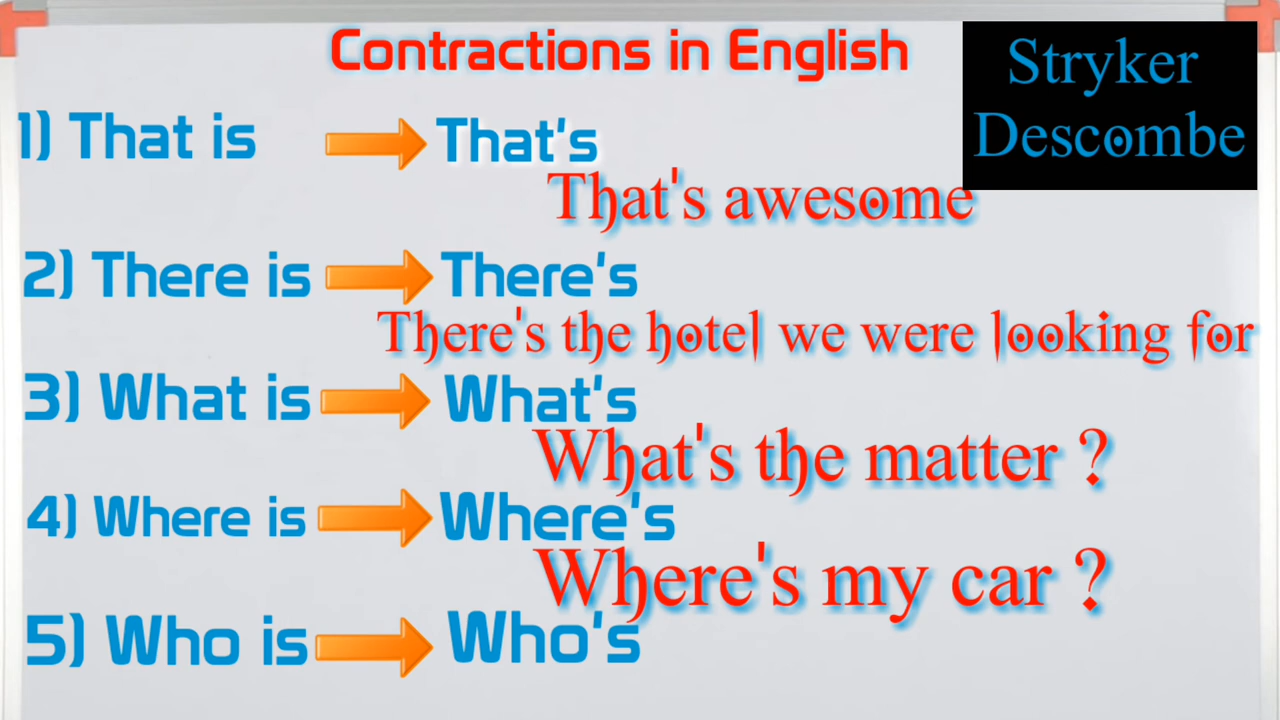 Contractions in English
Stryker
Descombe
1) That is
That's
That's awesome
2) There is
There's
There's the hotel we were looking for
3) What is
What's
What's the matter ?
4) Where is
Where's
Where's my car ?
5) Who is
Who's